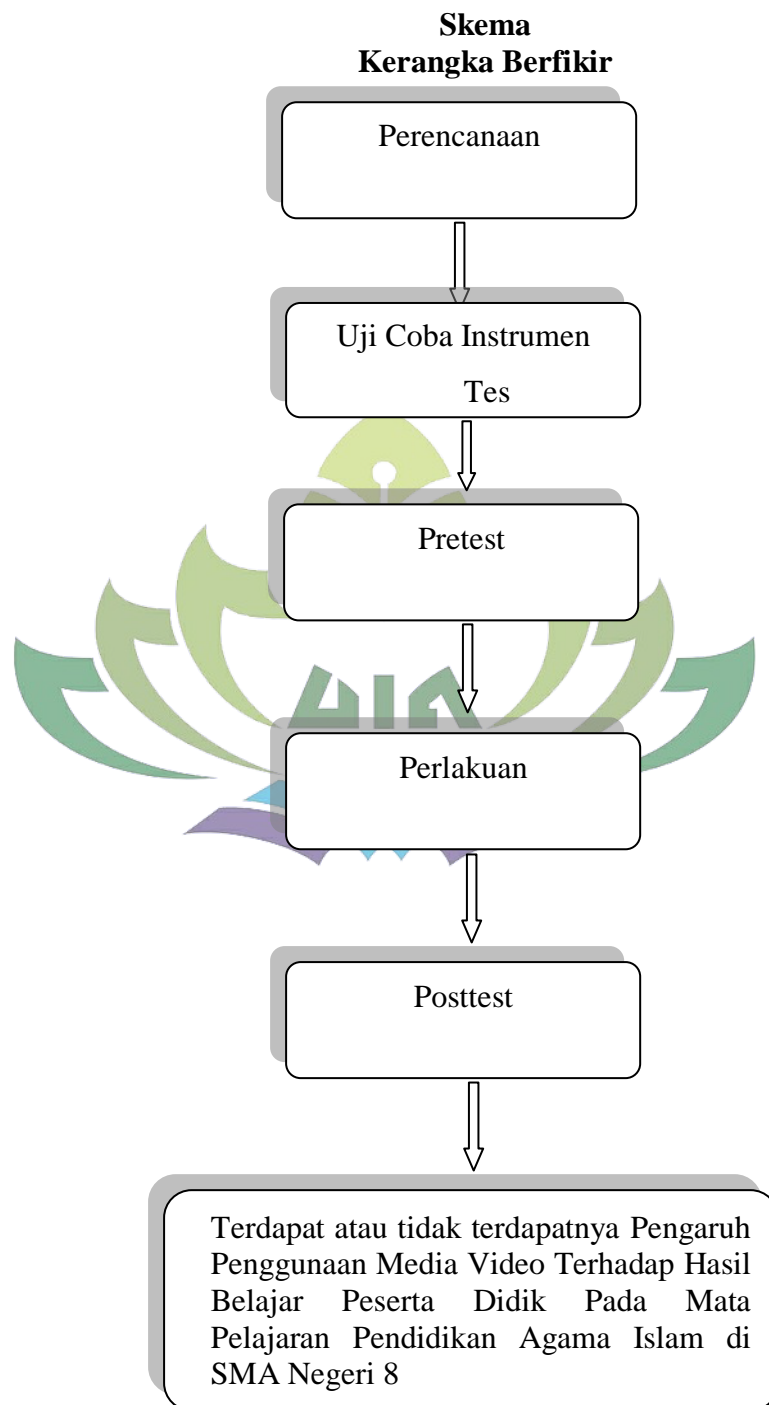 Skema
Kerangka Berfikir
Perencanaan
Uji Coba Instrumen
Tes
Pretest
Perlakuan
Posttest
Terdapat atau tidak terdapatnya Pengaruh
Penggunaan Media Video Terhadap Hasil
Belajar Peserta Didik Pada Mata
Pelajaran Pendidikan Agama Islam di
SMA Negeri 8